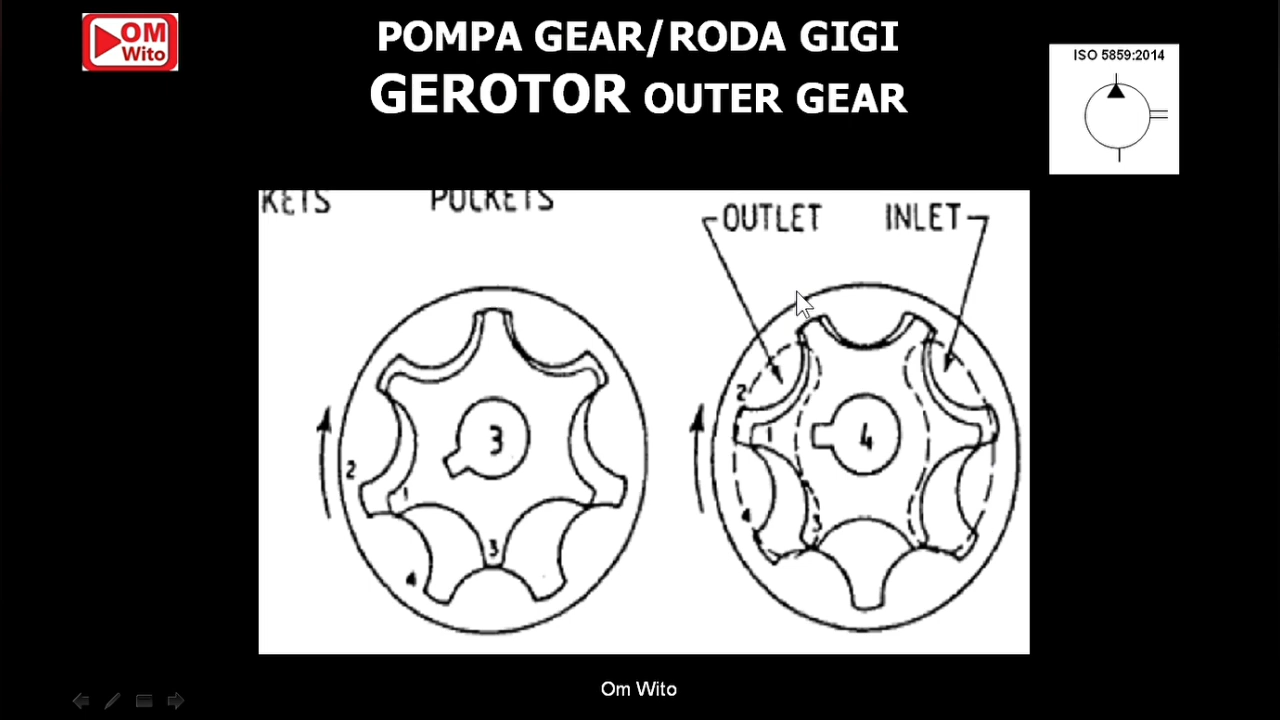 OM
Wito
POMPA GEAR/RODA GIGI
GEROTOR OUTER GEAR
ISO 5859:2014
KETS POCKETS
OUTLET INLET
3
2
1
3
4
4
2
1
4
3
Om Wito